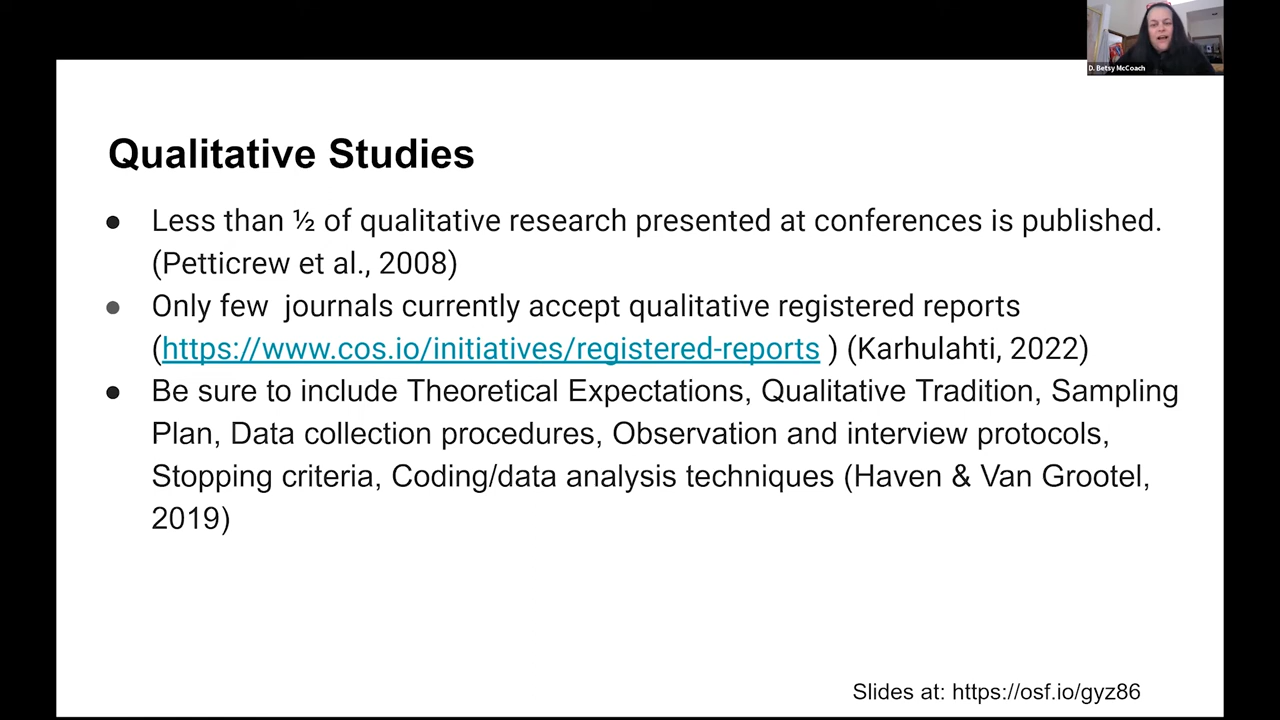 D. Betsy McCoach
Qualitative Studies
● Less than ½ of qualitative research presented at conferences is published.
(Petticrew et al., 2008)
● Only few  journals currently accept qualitative registered reports
(https://www.cos.io/initiatives/registered-reports ) (Karhulahti, 2022)
● Be sure to include Theoretical Expectations, Qualitative Tradition, Sampling
Plan, Data collection procedures, Observation and interview protocols,
Stopping criteria, Coding/data analysis techniques (Haven & Van Grootel,
2019)
Slides at: https://osf.io/gyz86